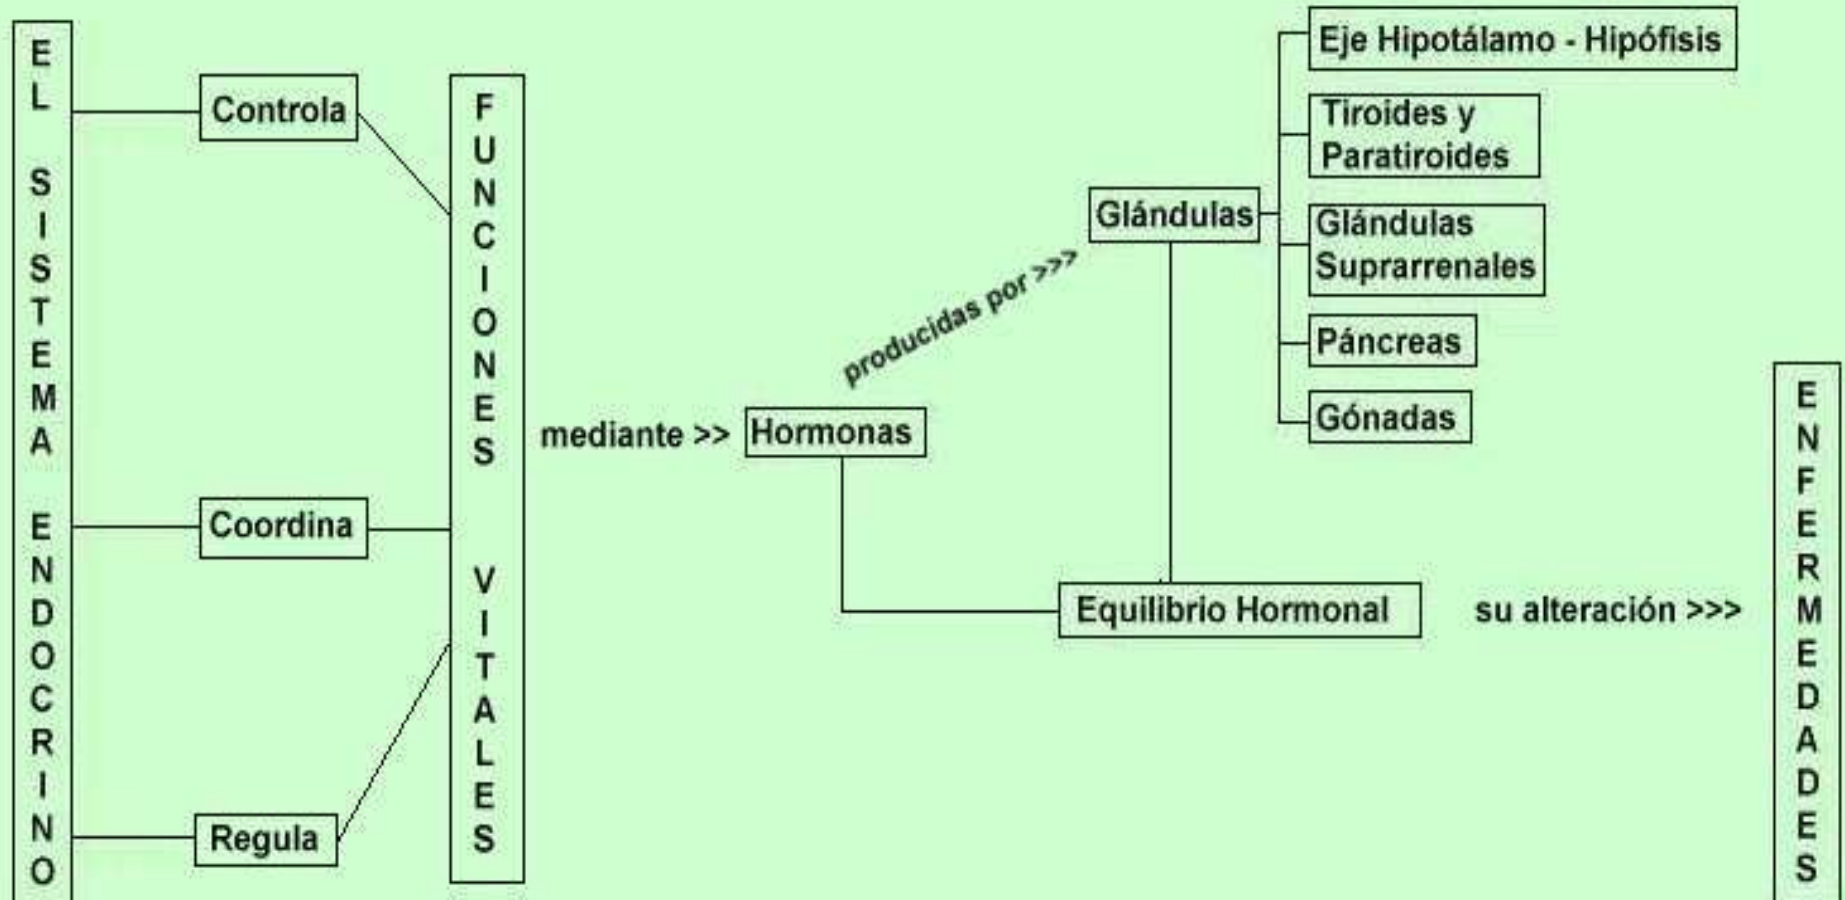 EL SISTEMA ENDOCRINO
Controla
Coordina
Regula
FUNCIONES VITALES
mediante >>
Hormonas
producidas por >>>
Glándulas
Eje Hipotálamo - Hipófisis
Tiroides y
Paratiroides
Glándulas
Suprarrenales
Páncreas
Gónadas
Equilibrio Hormonal
su alteración >>>
ENFERMEDADES